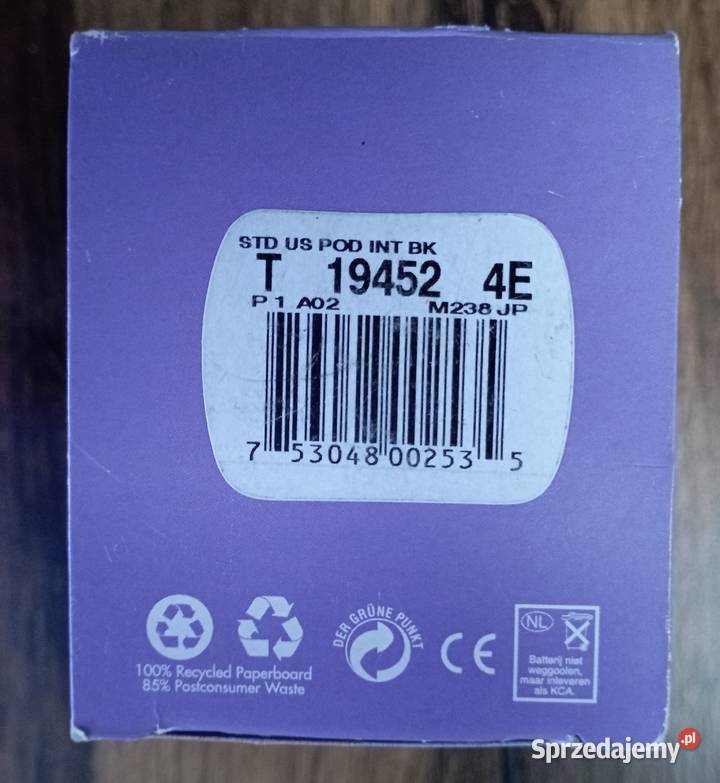 STD US POD INT BK
T 19452 4E
P 1 A02 M238 JP
7 53048 00253 5
DER GRÜNE PUNKT
100% Recycled Paperboard
85% Postconsumer Waste
CE
NL
Batterij niet
weggooien,
maar inleveren
als KCA.
Sprzedajemy.pl